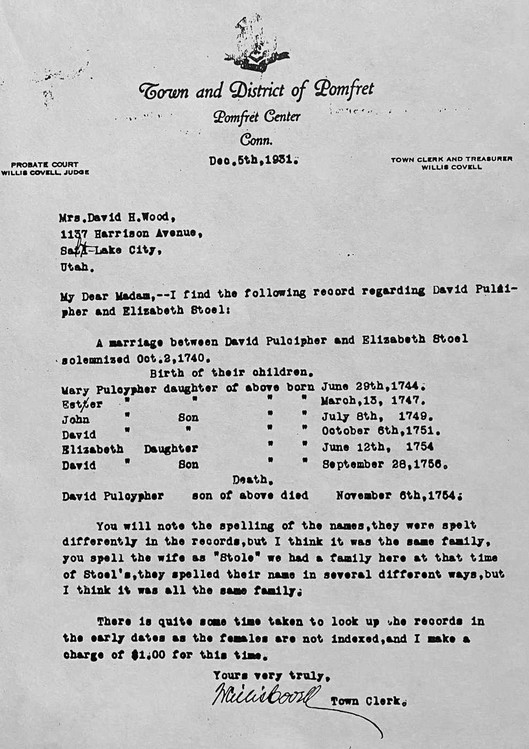 Town and District of Pomfret
Pomfret Center
Conn.
Dec.5th,1931.
PROBATE COURT
WILLIS COVELL, JUDGE
TOWN CLERK AND TREASURER
WILLIS COVELL
Mrs.David H.Wood,
1137 Harrison Avenue,
Salt Lake City,
Utah.
My Dear Madam,--I find the following record regarding David Pulsi-
pher and Elizabeth Stoel:
A marriage between David Pulcipher and Elizabeth Stoel
solemnized Oct.2,1740.
Birth of their children.
Mary Pulcypher daughter of above born June 29th,1744.
Esther " " " " March,13, 1747.
John " Son " " July 8th, 1749.
David " " " " October 6th,1751.
Elizabeth Daughter " " June 12th, 1754
David " Son " " September 28,1756.
Death.
David Pulcypher son of above died November 6th,1754.
You will note the spelling of the names,they were spelt
differently in the records,but I think it was the same family,
you spell the wife as "Stole" we had a family here at that time
of Stoel's,they spelled their name in several different ways,but
I think it was all the same family.
There is quite some time taken to look up the records in
the early dates as the females are not indexed,and I make a
charge of $1.00 for this time.
Yours very truly,
Willis Covell Town Clerk.